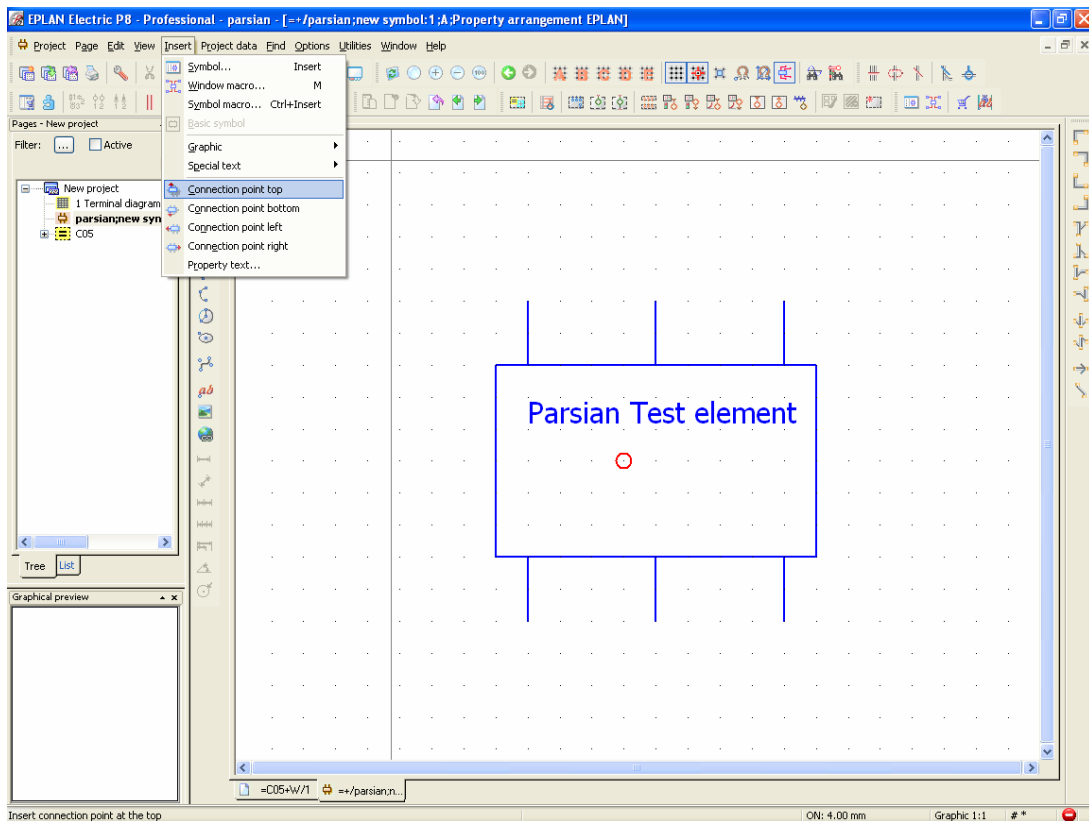 EPLAN Electric P8 - Professional - parsian - [=+/parsian;new symbol:1;A;Property arrangement EPLAN]
Project Page Edit View Insert Project data Find Options Utilities Window Help
Symbol... Insert
Window macro... M
Symbol macro... Ctrl+Insert
Basic symbol
Graphic
Special text
Connection point top
Connection point bottom
Connection point left
Connection point right
Property text...
Pages - New project
Filter: ... Active
New project
1 Terminal diagram
parsian;new sym
C05
Tree List
Graphical preview
ab
Parsian Test element
=C05+W/1 =+/parsian;n...
Insert connection point at the top ON: 4.00 mm Graphic 1:1 # *